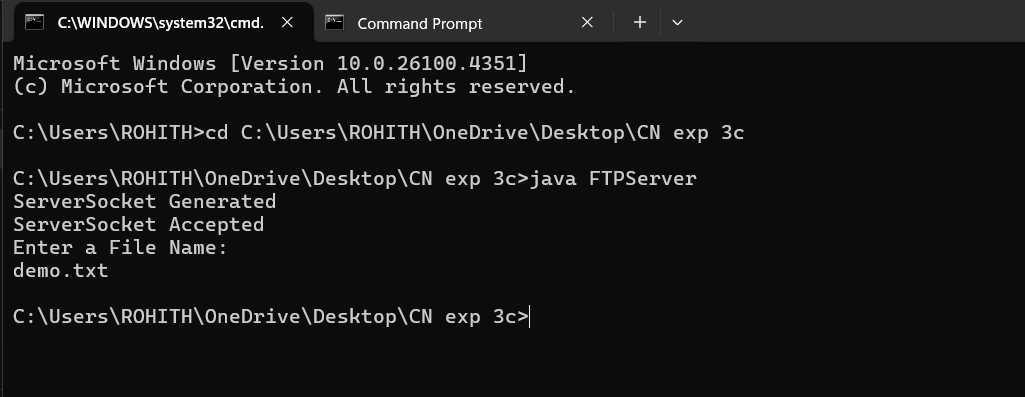 C:\WINDOWS\system32\cmd.
Command Prompt
Microsoft Windows [Version 10.0.26100.4351]
(c) Microsoft Corporation. All rights reserved.
C:\Users\ROHITH>cd C:\Users\ROHITH\OneDrive\Desktop\CN exp 3c
C:\Users\ROHITH\OneDrive\Desktop\CN exp 3c>java FTPServer
ServerSocket Generated
ServerSocket Accepted
Enter a File Name:
demo.txt
C:\Users\ROHITH\OneDrive\Desktop\CN exp 3c>